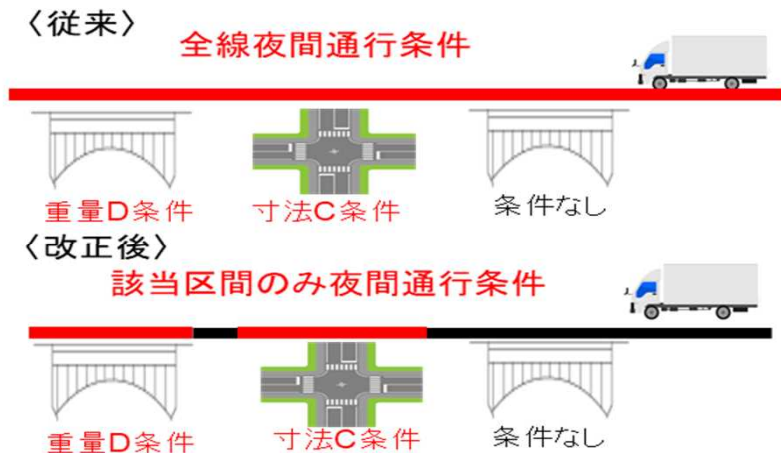 〈従来〉
全線夜間通行条件
重量D条件
寸法C条件
条件なし
〈改正後〉
該当区間のみ夜間通行条件
重量D条件
寸法C条件
条件なし